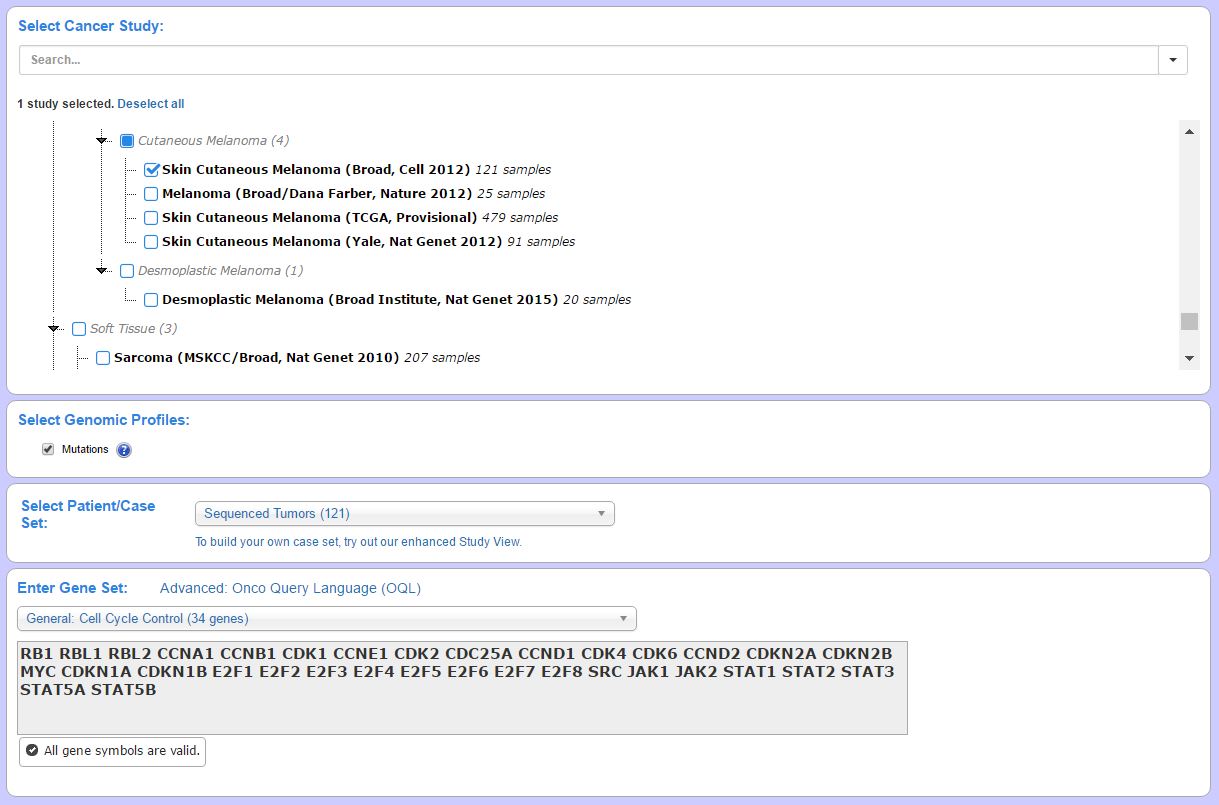 Select Cancer Study:
Search...
1 study selected. Deselect all
Cutaneous Melanoma (4)
Skin Cutaneous Melanoma (Broad, Cell 2012) 121 samples
Melanoma (Broad/Dana Farber, Nature 2012) 25 samples
Skin Cutaneous Melanoma (TCGA, Provisional) 479 samples
Skin Cutaneous Melanoma (Yale, Nat Genet 2012) 91 samples
Desmoplastic Melanoma (1)
Desmoplastic Melanoma (Broad Institute, Nat Genet 2015) 20 samples
Soft Tissue (3)
Sarcoma (MSKCC/Broad, Nat Genet 2010) 207 samples
Select Genomic Profiles:
Mutations ?
Select Patient/Case
Set:
Sequenced Tumors (121)
To build your own case set, try out our enhanced Study View.
Enter Gene Set: Advanced: Onco Query Language (OQL)
General: Cell Cycle Control (34 genes)
RB1 RBL1 RBL2 CCNA1 CCNB1 CDK1 CCNE1 CDK2 CDC25A CCND1 CDK4 CDK6 CCND2 CDKN2A CDKN2B
MYC CDKN1A CDKN1B E2F1 E2F2 E2F3 E2F4 E2F5 E2F6 E2F7 E2F8 SRC JAK1 JAK2 STAT1 STAT2 STAT3
STAT5A STAT5B
All gene symbols are valid.